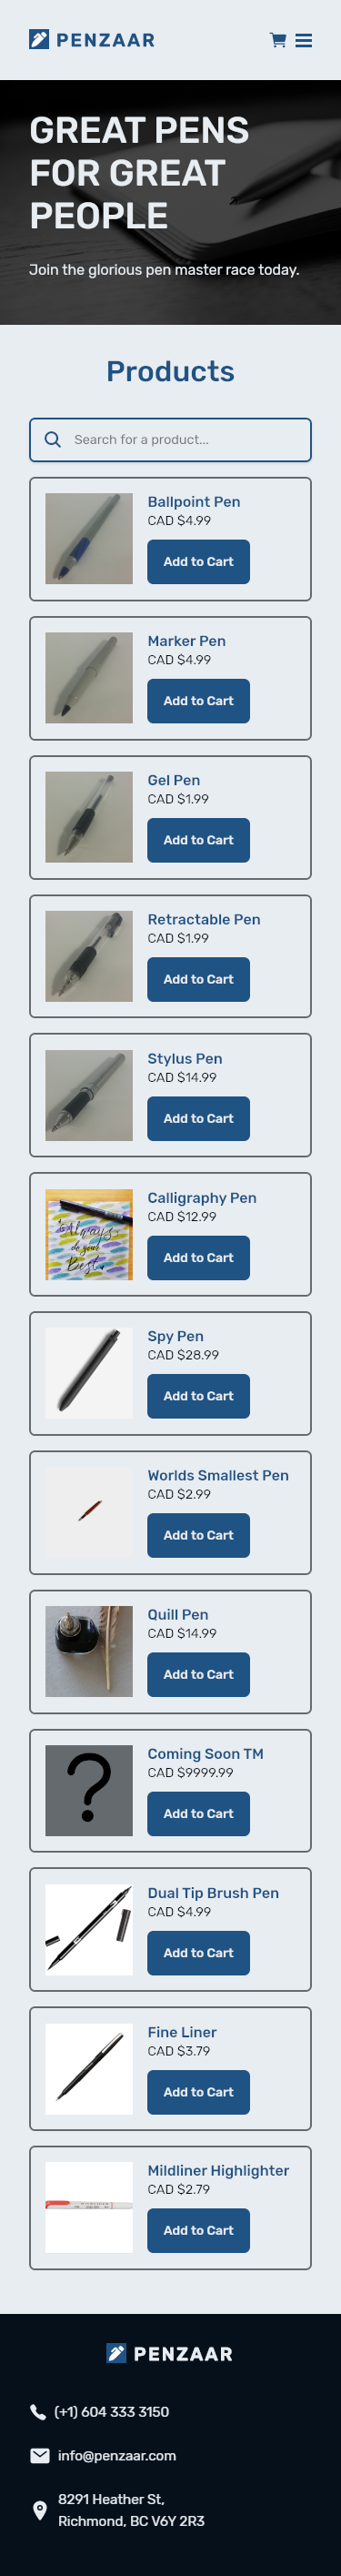 PENZAAR
GREAT PENS
FOR GREAT
PEOPLE
Join the glorious pen master race today.
Products
Search for a product...
Ballpoint Pen
CAD $4.99
Add to Cart
Marker Pen
CAD $4.99
Add to Cart
Gel Pen
CAD $1.99
Add to Cart
Retractable Pen
CAD $1.99
Add to Cart
Stylus Pen
CAD $14.99
Add to Cart
Always
do your
Best
Calligraphy Pen
CAD $12.99
Add to Cart
Spy Pen
CAD $28.99
Add to Cart
Worlds Smallest Pen
CAD $2.99
Add to Cart
Quill Pen
CAD $14.99
Add to Cart
?
Coming Soon TM
CAD $9999.99
Add to Cart
Dual Tip Brush Pen
CAD $4.99
Add to Cart
Fine Liner
CAD $3.79
Add to Cart
Mildliner Highlighter
CAD $2.79
Add to Cart
PENZAAR
(+1) 604 333 3150
info@penzaar.com
8291 Heather St,
Richmond, BC V6Y 2R3